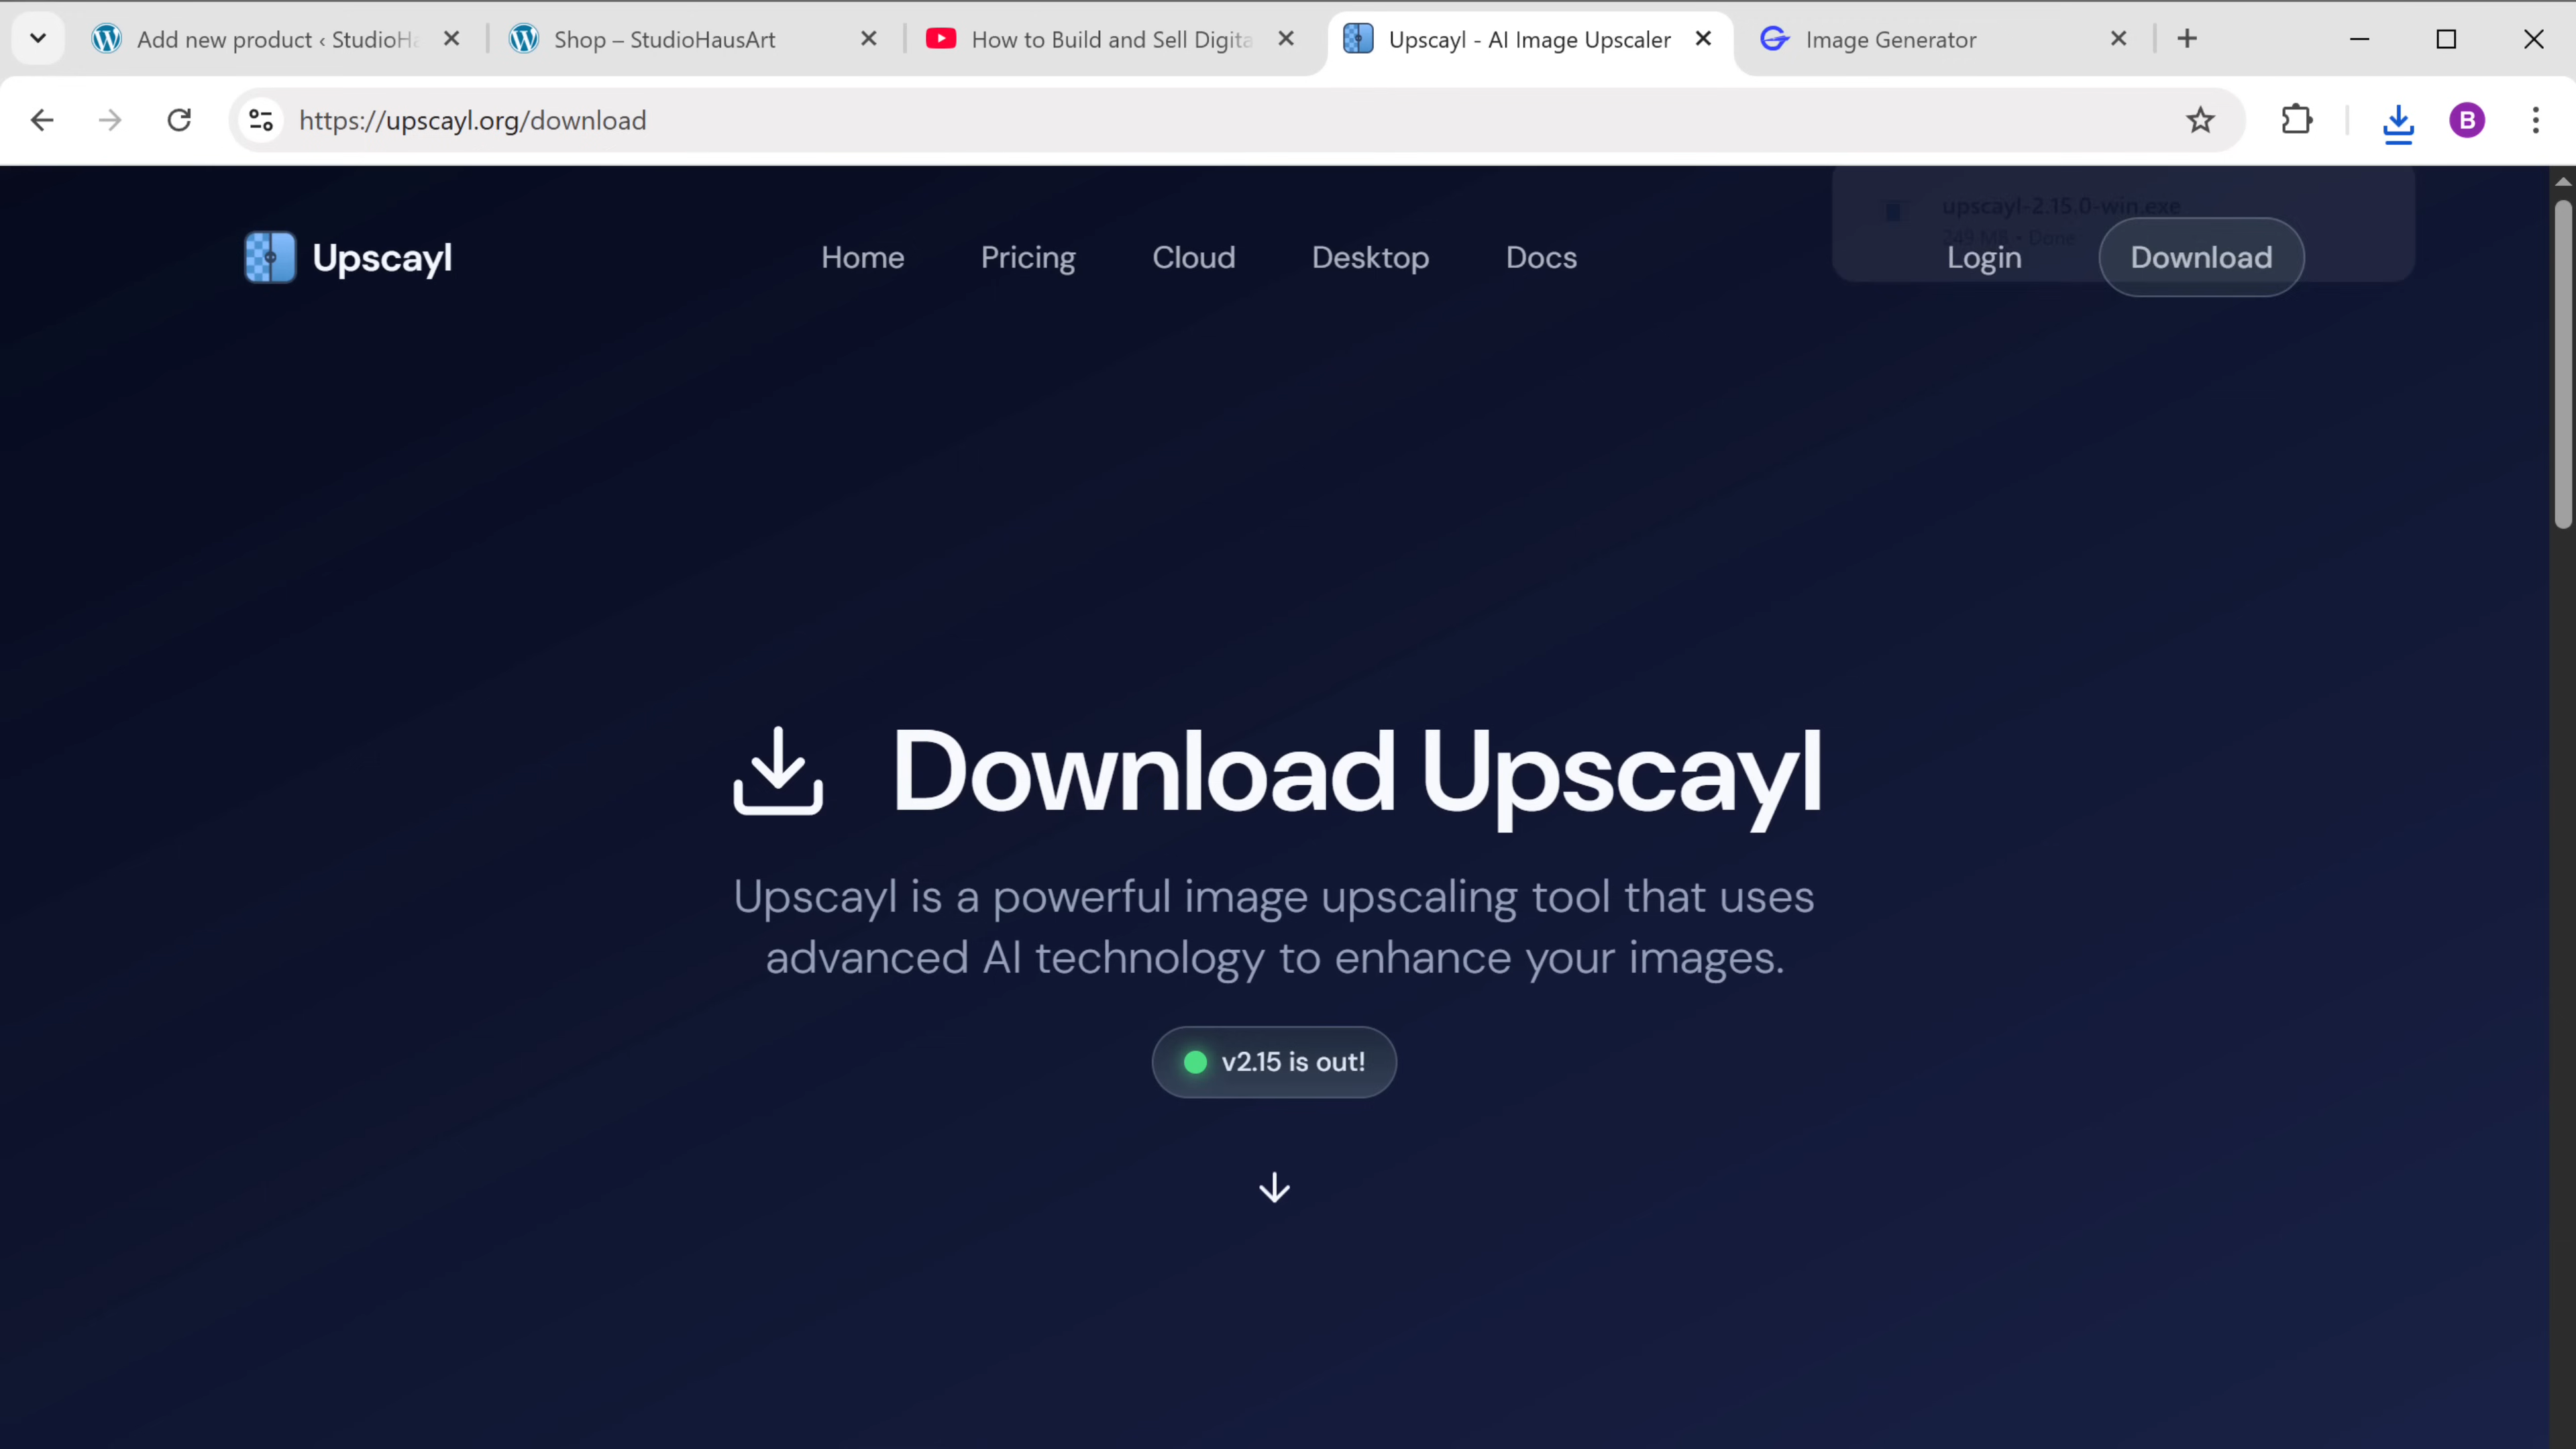 Add new product ‹ StudioHa
Shop – StudioHausArt
How to Build and Sell Digita
Upscayl - AI Image Upscaler
Image Generator
https://upscayl.org/download
B
upscayl-2.15.0-win.exe
249 MB • Done
Upscayl
Home
Pricing
Cloud
Desktop
Docs
Login
Download
Download Upscayl
Upscayl is a powerful image upscaling tool that uses
advanced AI technology to enhance your images.
v2.15 is out!